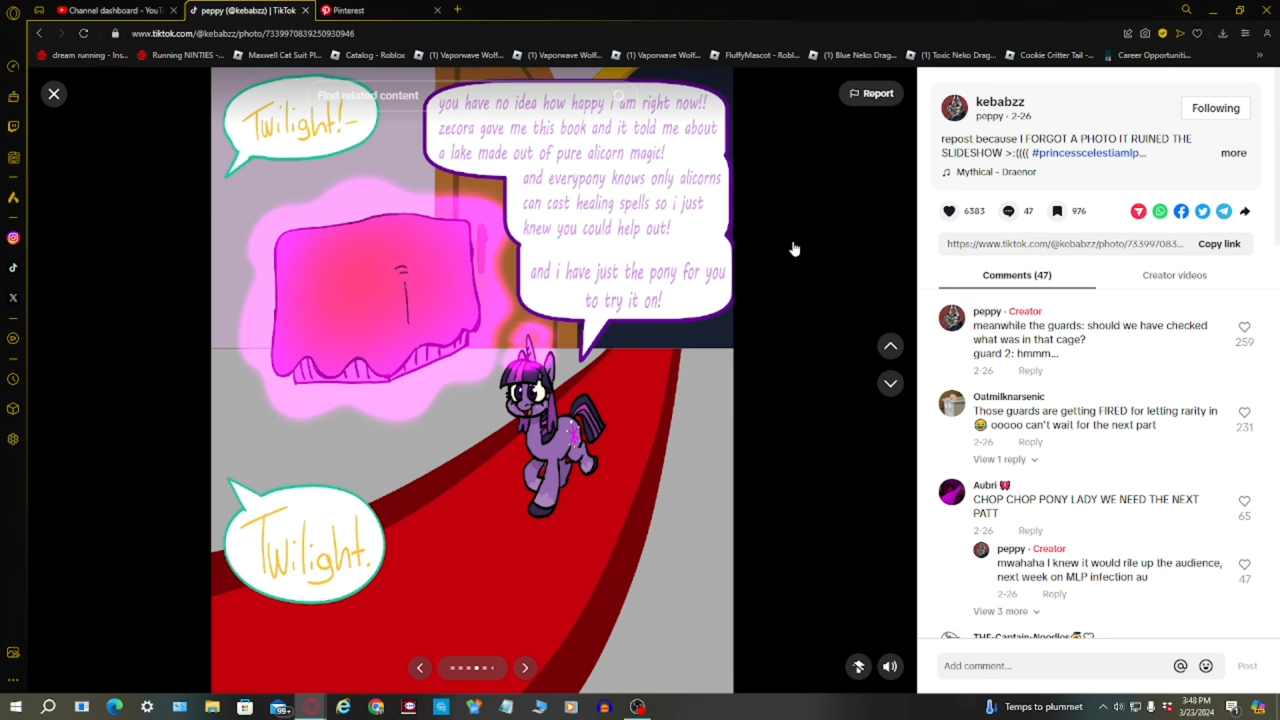 Channel dashboard - YouT
peppy (@kebabzz) | TikTok
Pinterest
www.tiktok.com/@kebabzz/photo/7339970839250930946
dream running - Ins...
Running NINTIES -...
Maxwell Cat Suit Pl...
Catalog - Roblox
(1) Vaporwave Wolf...
(1) Vaporwave Wolf...
(1) Vaporwave Wolf...
FluffyMascot - Robl...
(1) Blue Neko Drag...
(1) Toxic Neko Drag...
Cookie Critter Tail -...
Career Opportuniti...
Find related content
Report
Twilight!-
you have no idea how happy i am right now!!
zecora gave me this book and it told me about
a lake made out of pure alicorn magic!
and everypony knows only alicorns
can cast healing spells so i just
knew you could help out!
and i have just the pony for you
to try it on!
Twilight.
kebabzz
peppy · 2-26
Following
repost because I FORGOT A PHOTO IT RUINED THE
SLIDESHOW >:(((( #princesscelestiamlp...
more
Mythical - Draenor
6383
47
976
https://www.tiktok.com/@kebabzz/photo/733997083...
Copy link
Comments (47)
Creator videos
peppy · Creator
meanwhile the guards: should we have checked
what was in that cage?
guard 2: hmmm...
259
2-26
Reply
Oatmilknarsenic
Those guards are getting FIRED for letting rarity in
😂 ooooo can't wait for the next part
231
2-26
Reply
View 1 reply
Aubri
CHOP CHOP PONY LADY WE NEED THE NEXT
PATT
65
2-26
Reply
peppy · Creator
mwahaha I knew it would rile up the audience,
next week on MLP infection au
47
2-26
Reply
View 3 more
THE-Captain-Noodles
Add comment...
Post
99+
Temps to plummet
3:48 PM
3/23/2024
1